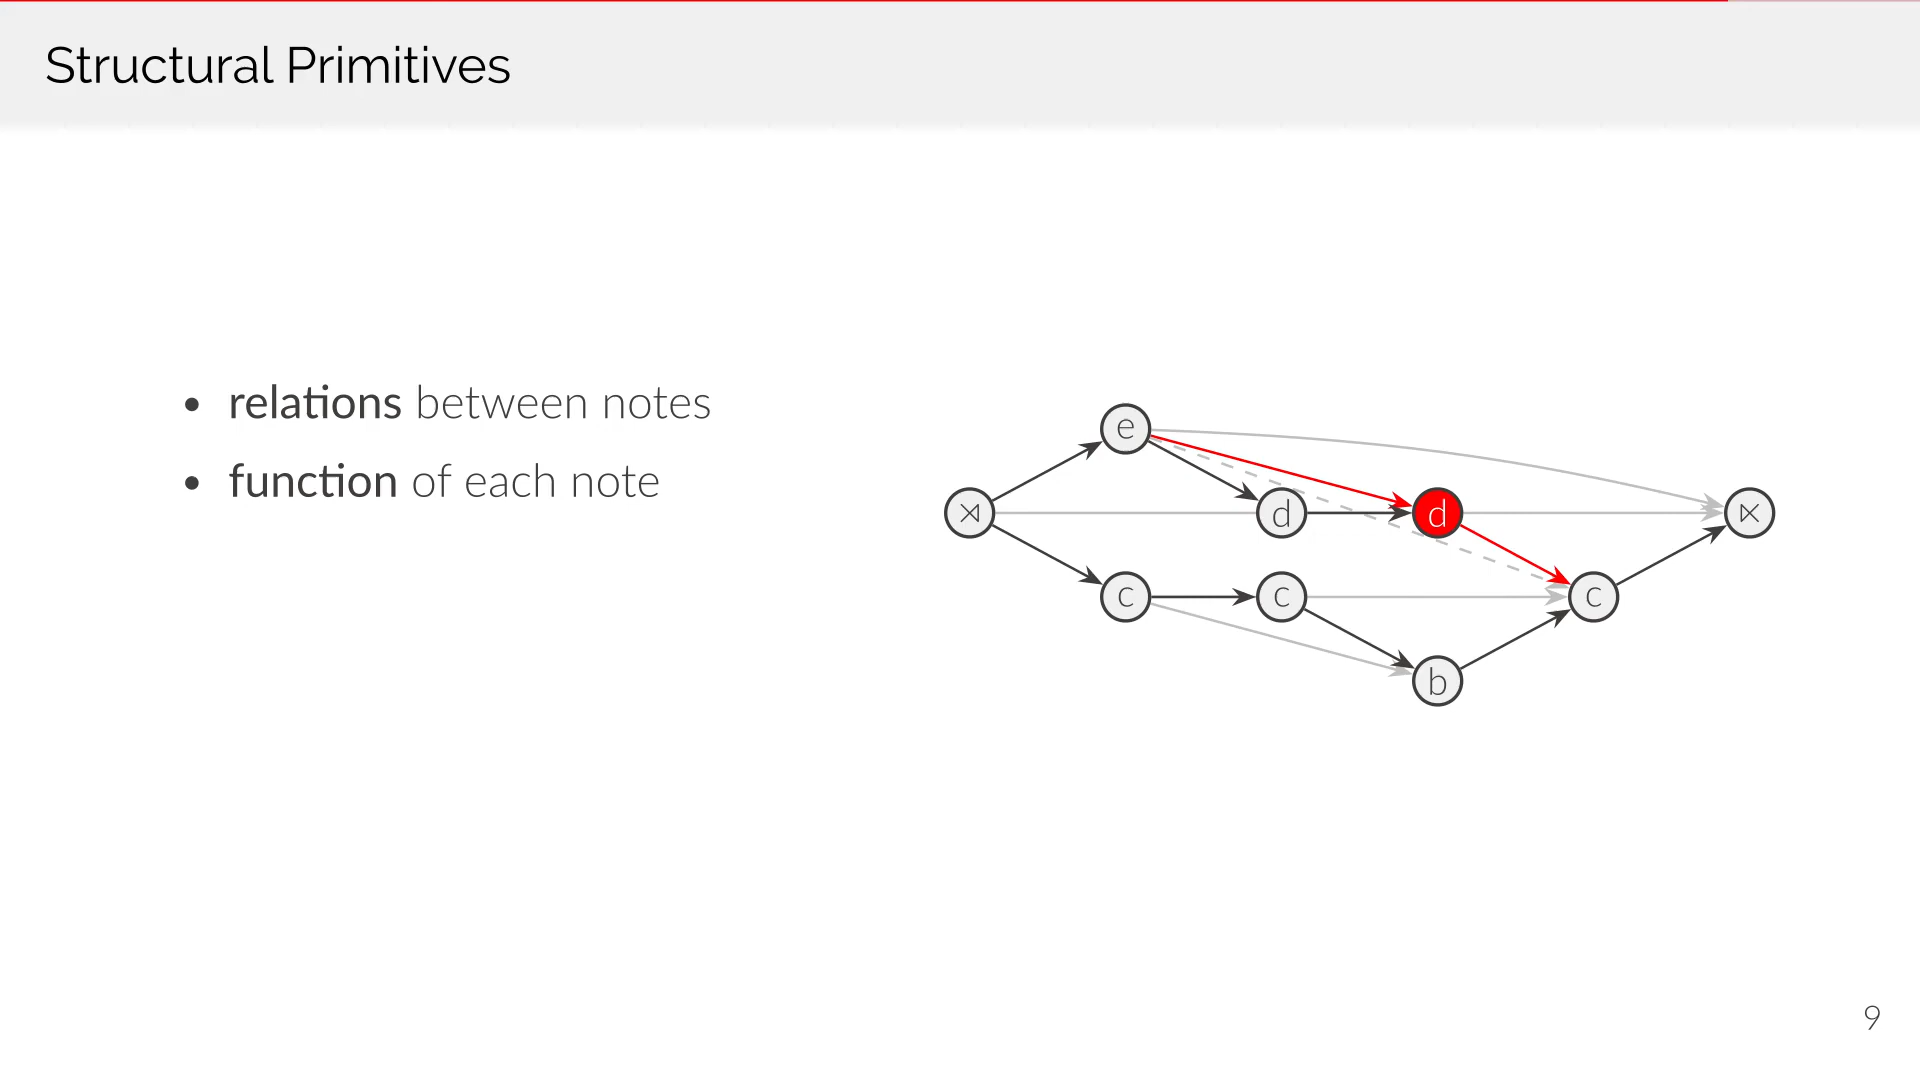 Structural Primitives
• relations between notes
• function of each note
e
⋊ d d ⋉
c c c
b
9